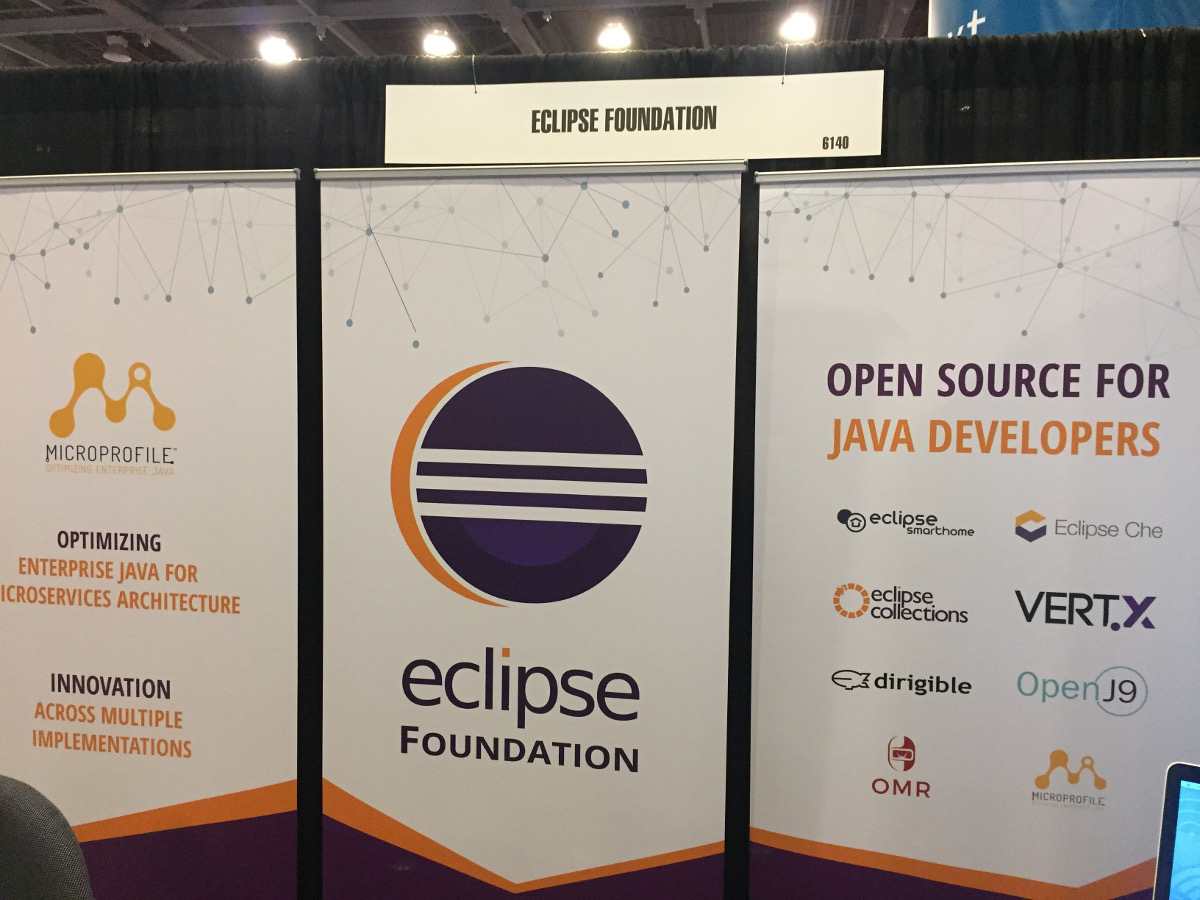 ECLIPSE FOUNDATION
6140
MICROPROFILE™
OPTIMIZING ENTERPRISE JAVA
OPTIMIZING
ENTERPRISE JAVA FOR
ICROSERVICES ARCHITECTURE
INNOVATION
ACROSS MULTIPLE
IMPLEMENTATIONS
eclipse
FOUNDATION
OPEN SOURCE FOR
JAVA DEVELOPERS
eclipse
smarthome
Eclipse Che
eclipse
collections
VERT.X
dirigible
OpenJ9
OMR
MICROPROFILE